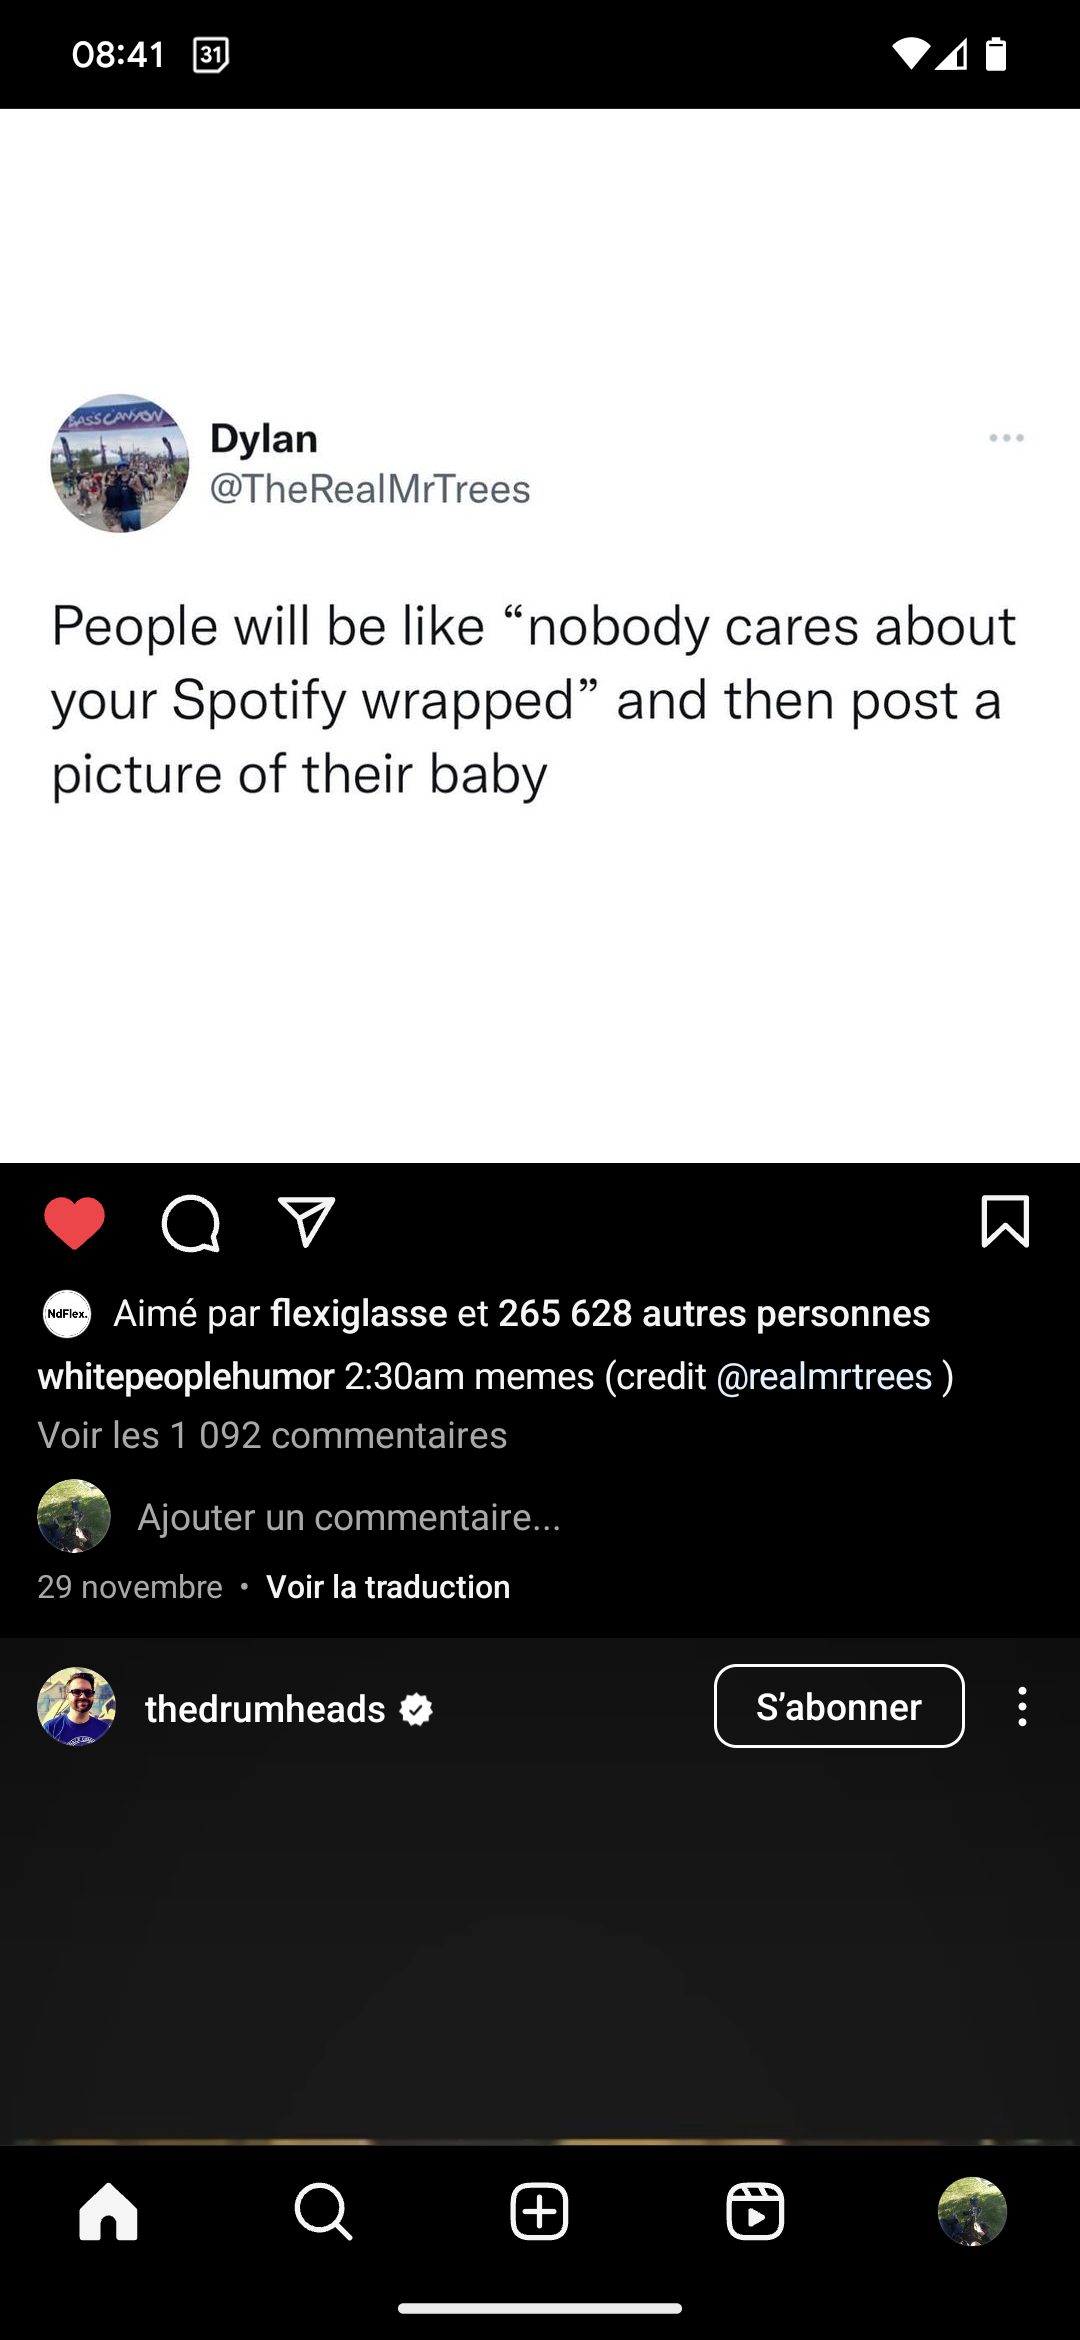 08:41
31
BASS CANYON
Dylan
@TheRealMrTrees
People will be like “nobody cares about
your Spotify wrapped” and then post a
picture of their baby
NdFlex.
Aimé par flexiglasse et 265 628 autres personnes
whitepeoplehumor 2:30am memes (credit @realmrtrees )
Voir les 1 092 commentaires
Ajouter un commentaire...
29 novembre • Voir la traduction
thedrumheads
S’abonner